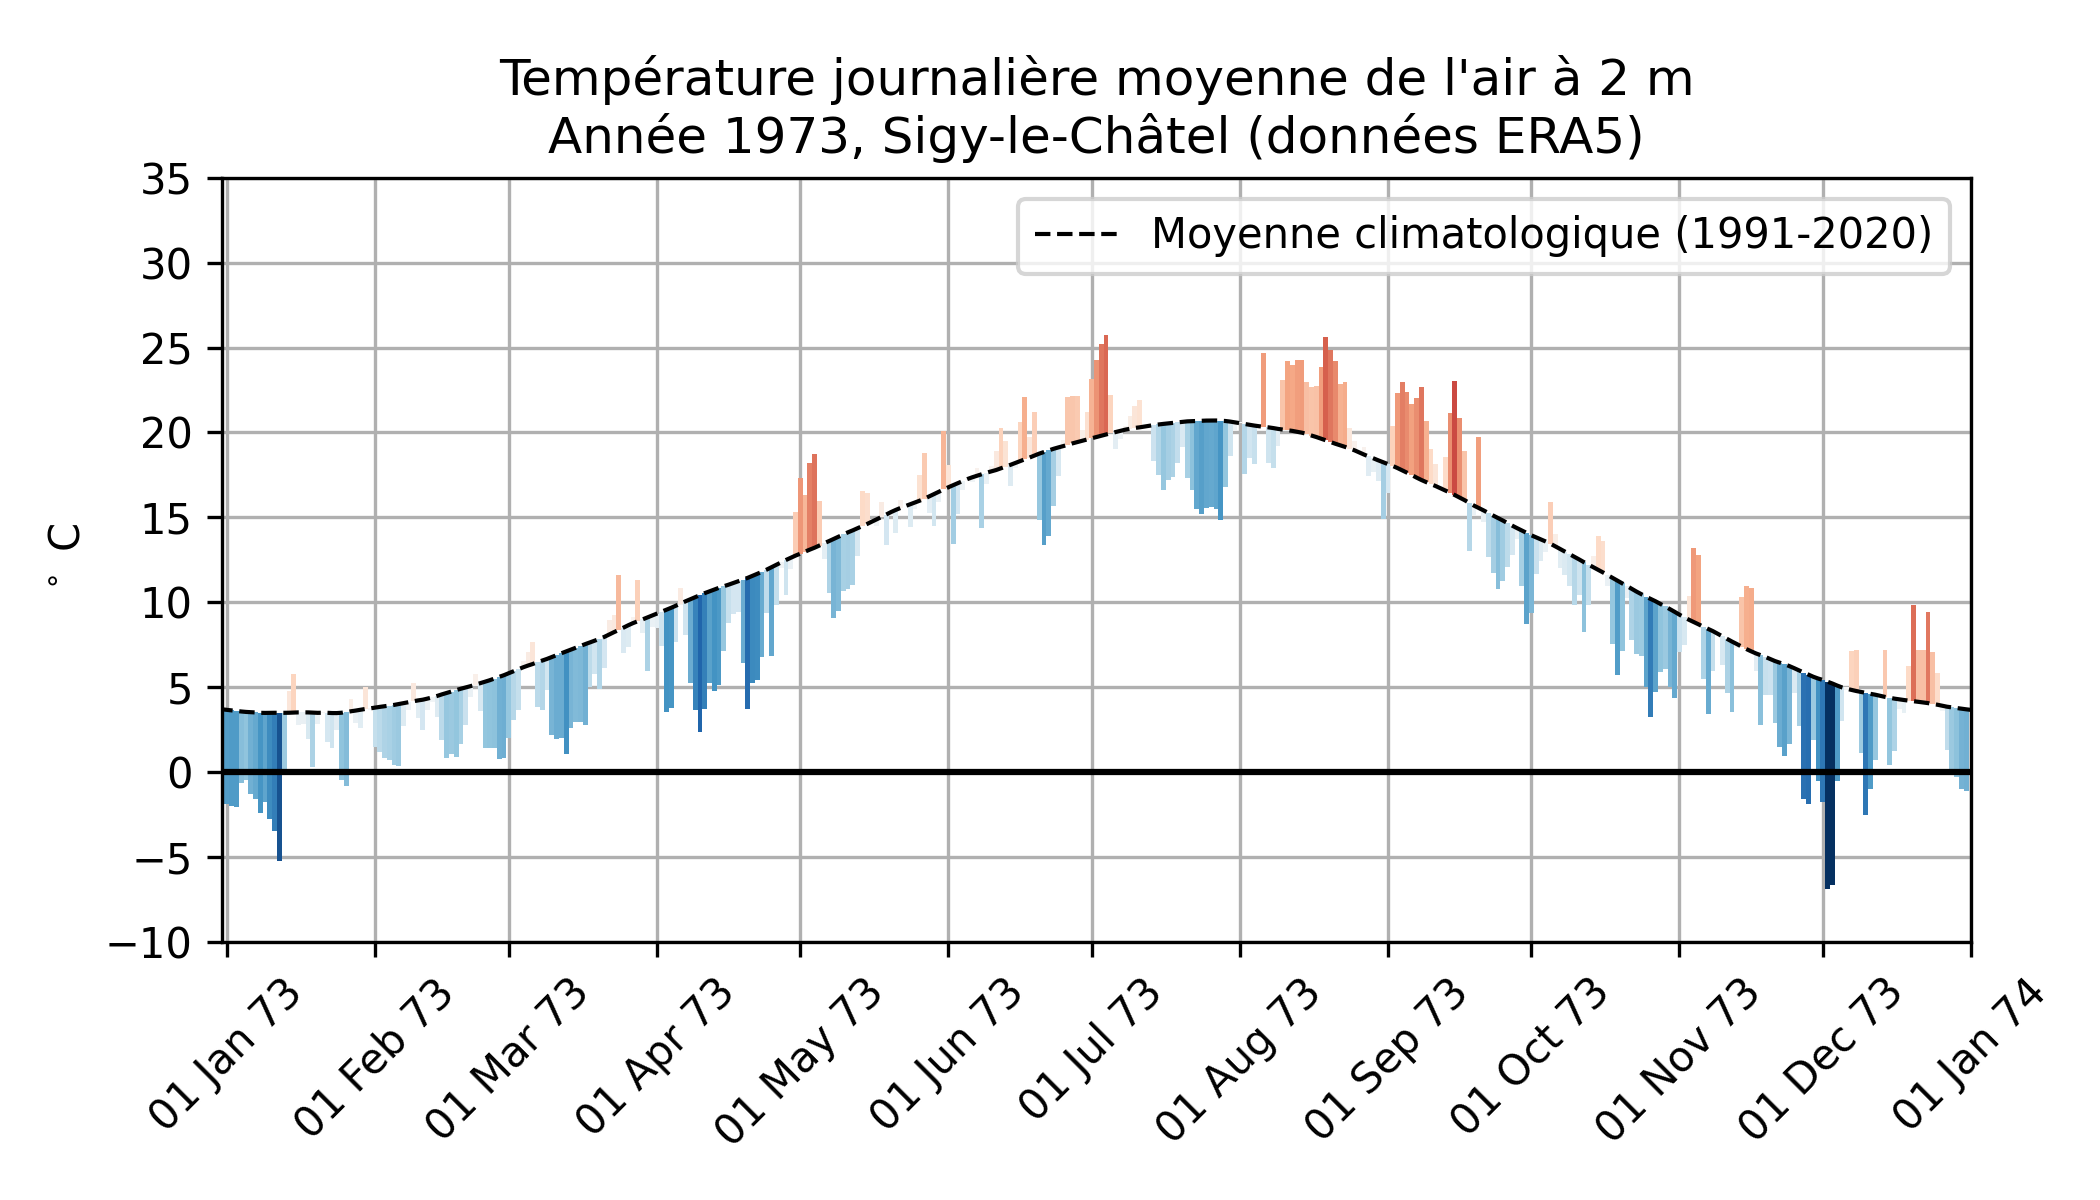 Température journalière moyenne de l'air à 2 m
Année 1973, Sigy-le-Châtel (données ERA5)
Moyenne climatologique (1991-2020)
35
30
25
20
15
10
5
0
−5
−10
° C
01 Jan 73
01 Feb 73
01 Mar 73
01 Apr 73
01 May 73
01 Jun 73
01 Jul 73
01 Aug 73
01 Sep 73
01 Oct 73
01 Nov 73
01 Dec 73
01 Jan 74